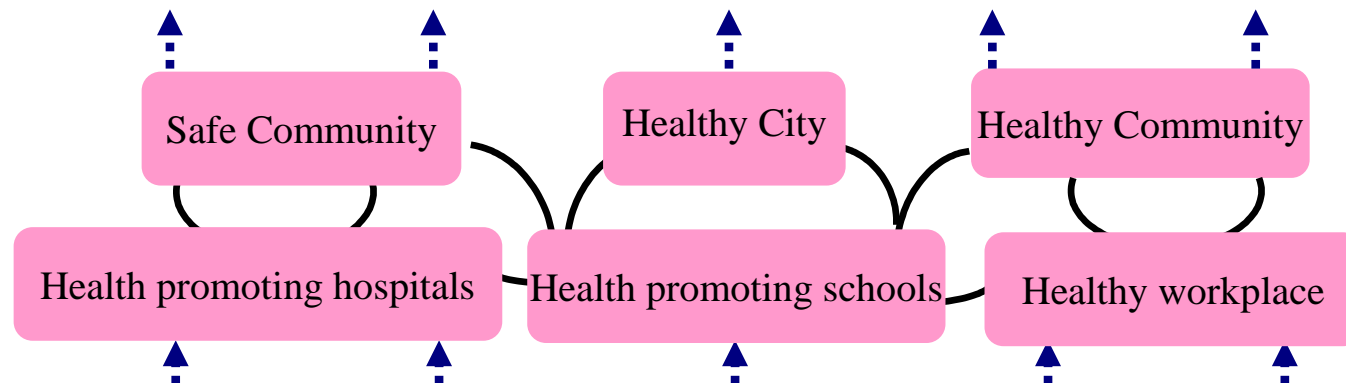 Safe Community
Healthy City
Healthy Community
Health promoting hospitals
Health promoting schools
Healthy workplace